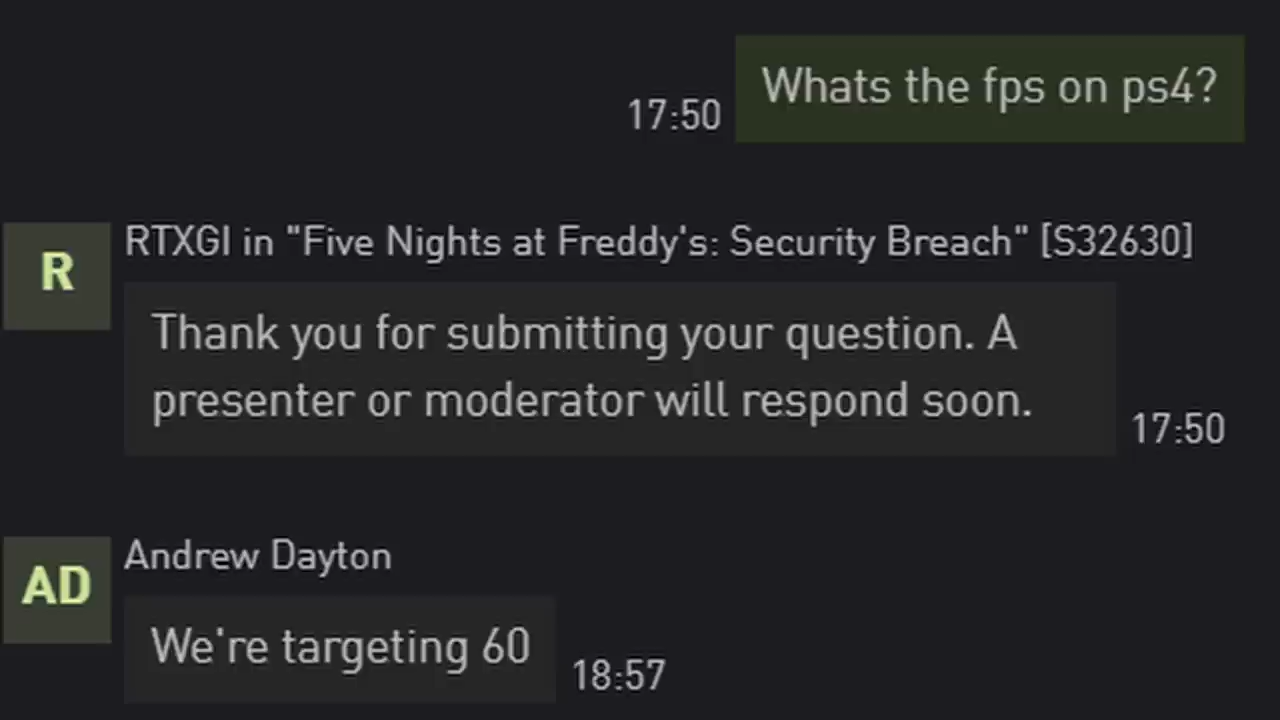 Whats the fps on ps4?
17:50
R
RTXGI in "Five Nights at Freddy's: Security Breach" [S32630]
Thank you for submitting your question. A
presenter or moderator will respond soon.
17:50
AD
Andrew Dayton
We're targeting 60
18:57